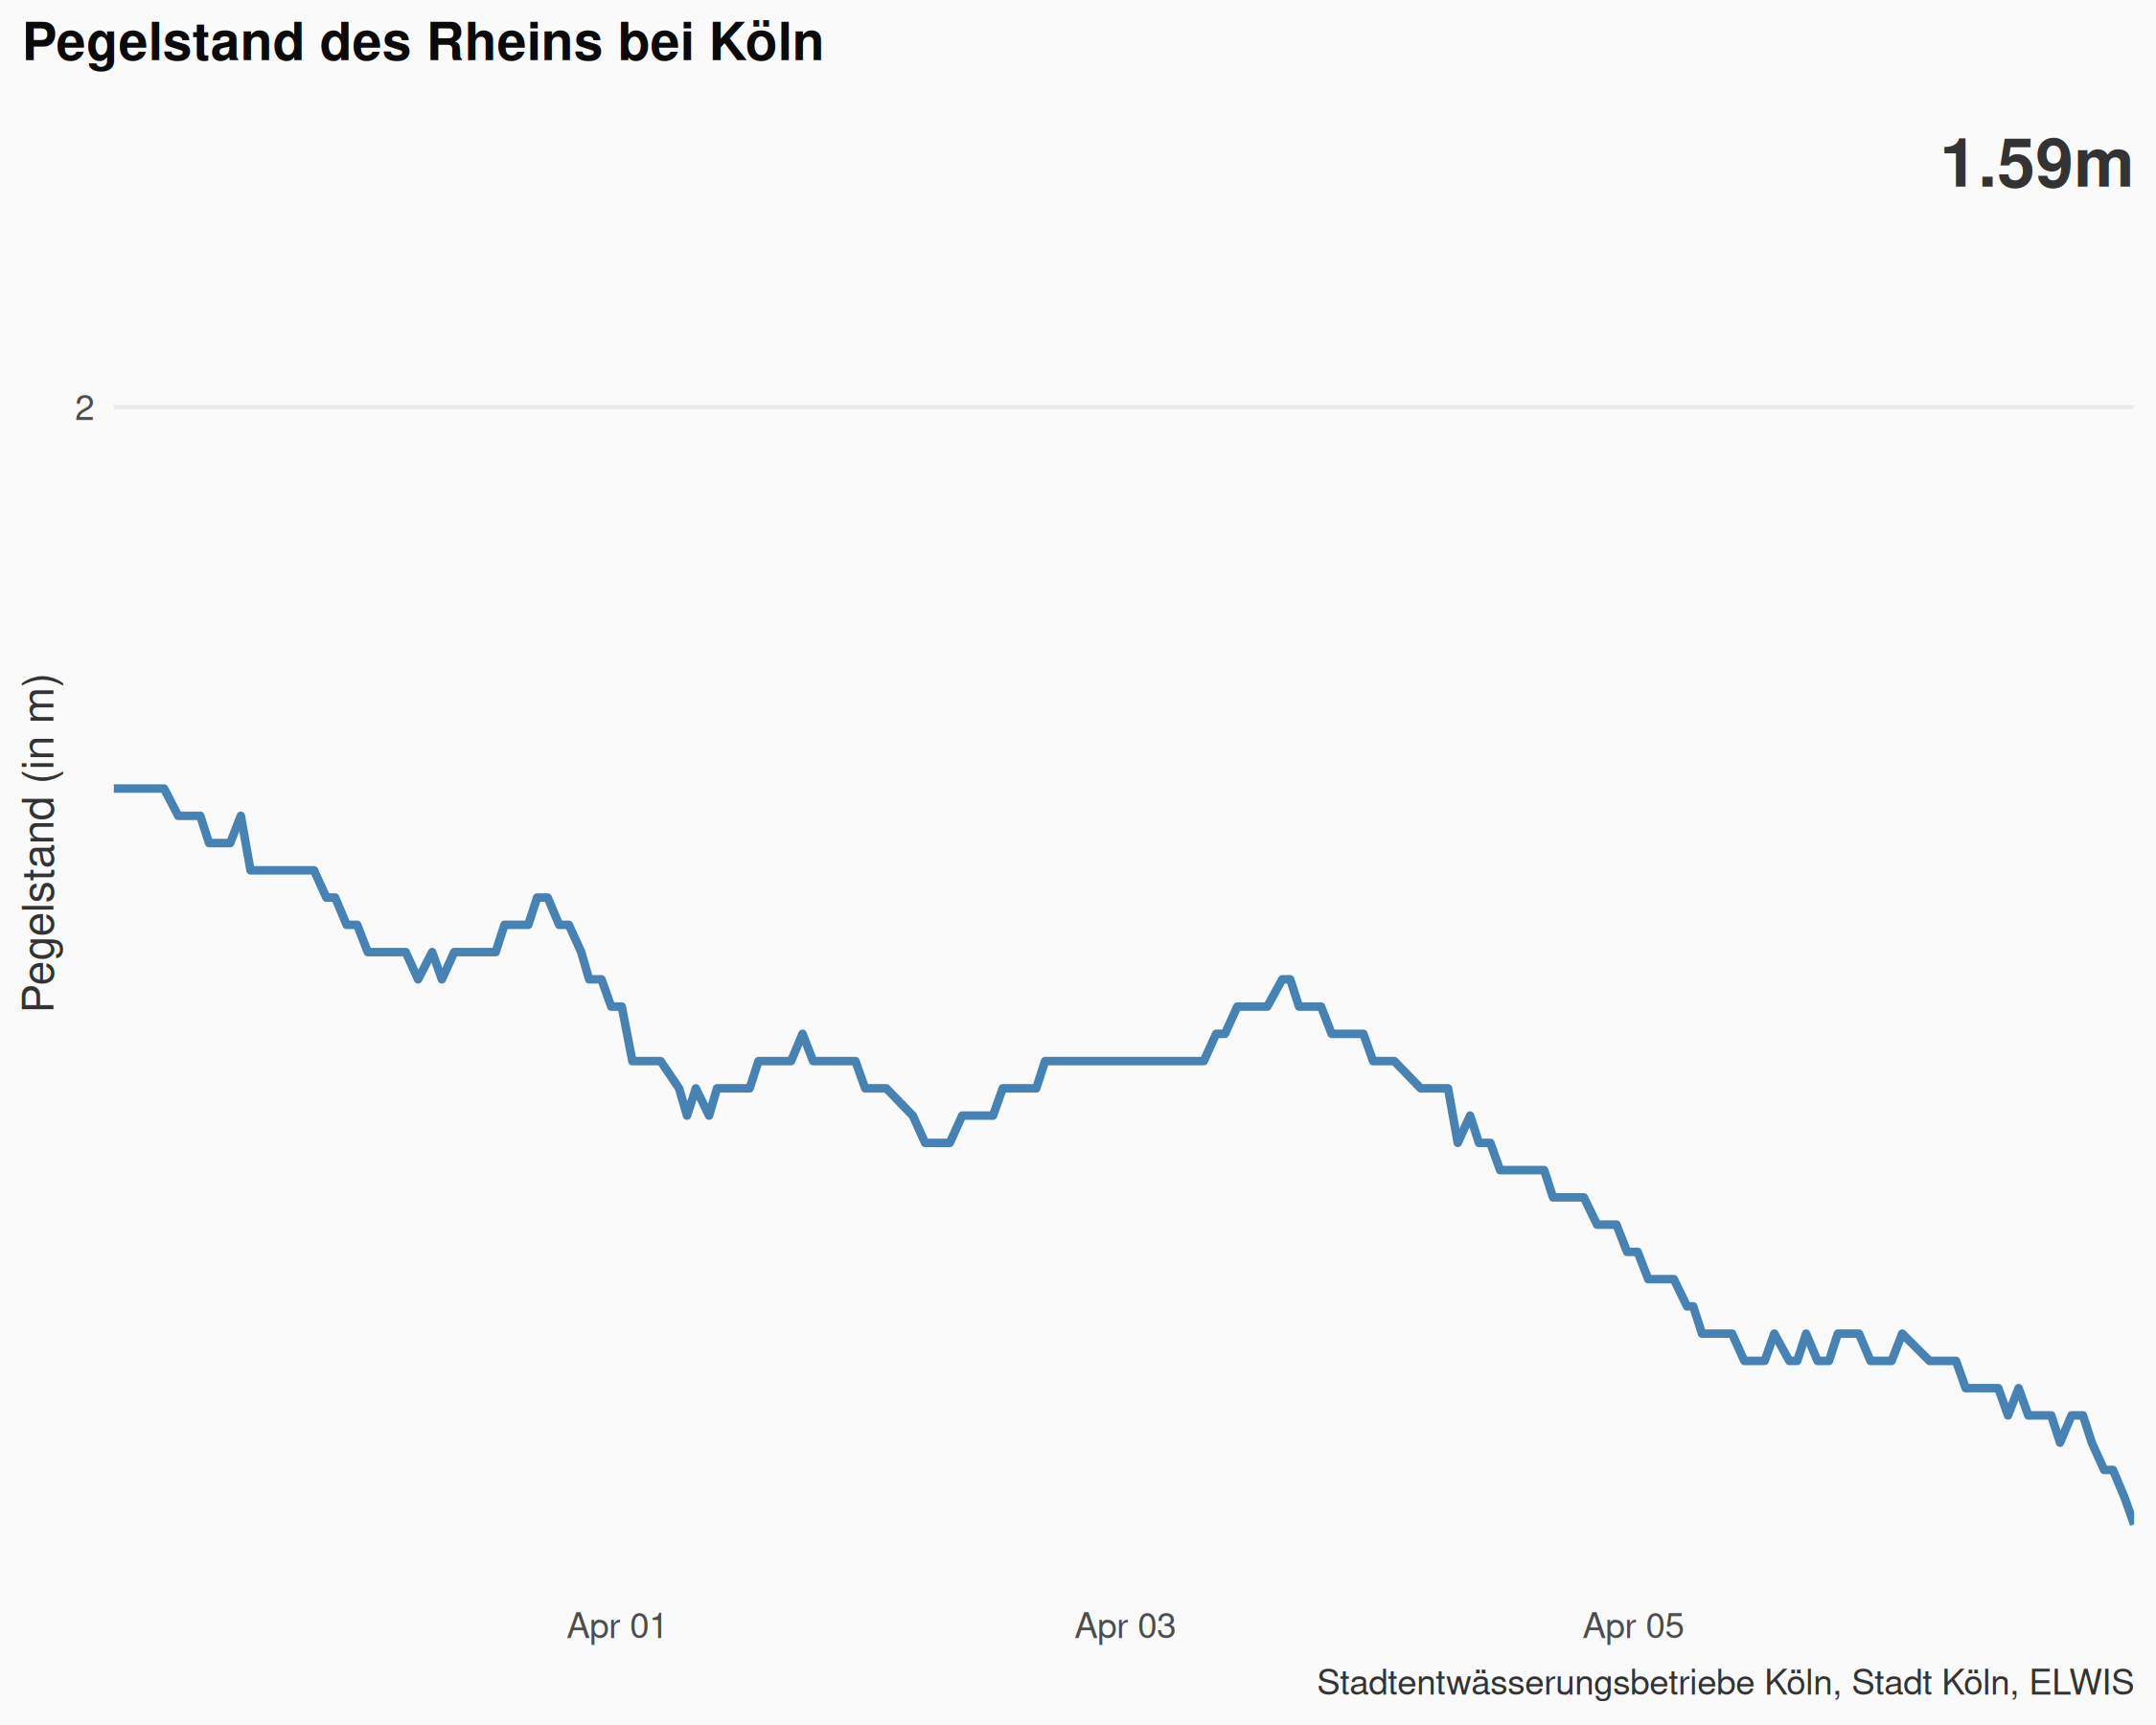 Pegelstand des Rheins bei Köln
1.59m
2
Pegelstand (in m)
Apr 01
Apr 03
Apr 05
Stadtentwässerungsbetriebe Köln, Stadt Köln, ELWIS